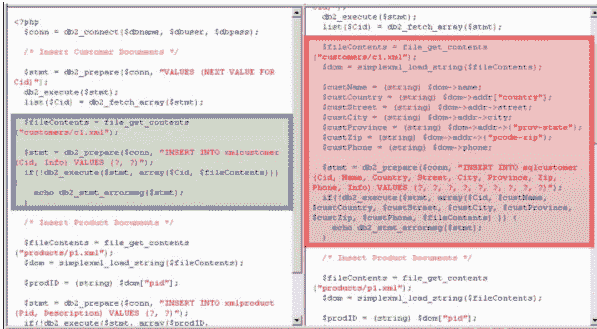 <?php
$conn = db2_connect($dbname, $dbuser, $dbpass);
/* Insert Customer Documents */
$stmt = db2_prepare($conn, "VALUES (NEXT VALUE FOR
Cid)");
db2_execute($stmt);
list($Cid) = db2_fetch_array($stmt);
$fileContents = file_get_contents
("customers/c1.xml");
$stmt = db2_prepare($conn, "INSERT INTO xmlcustomer
(Cid, Info) VALUES (?, ?)");
if(!db2_execute($stmt, array($Cid, $fileContents)))
{
echo db2_stmt_errormsg($stmt);
}
/* Insert Product Documents */
$fileContents = file_get_contents
("products/p1.xml");
$dom = simplexml_load_string($fileContents);
$prodID = (string) $dom["pid"];
$stmt = db2_prepare($conn, "INSERT INTO xmlproduct
(Pid, Description) VALUES (?, ?)");
if(!db2_execute($stmt, array($prodID,
db2_execute($stmt);
list($Cid) = db2_fetch_array($stmt);
$fileContents = file_get_contents
("customers/c1.xml");
$dom = simplexml_load_string($fileContents);
$custName = (string) $dom->name;
$custCountry = (string) $dom->addr["country"];
$custStreet = (string) $dom->addr->street;
$custCity = (string) $dom->addr->city;
$custProvince = (string) $dom->addr->{"prov-state"};
$custZip = (string) $dom->addr->{"pcode-zip"};
$custPhone = (string) $dom->phone;
$stmt = db2_prepare($conn, "INSERT INTO sqlcustomer
(Cid, Name, Country, Street, City, Province, Zip,
Phone, Info) VALUES (?, ?, ?, ?, ?, ?, ?, ?, ?)");
if(!db2_execute($stmt, array($Cid, $custName,
$custCountry, $custStreet, $custCity, $custProvince,
$custZip, $custPhone, $fileContents) )) {
echo db2_stmt_errormsg($stmt);
}
/* Insert Product Documents */
$fileContents = file_get_contents
("products/p1.xml");
$dom = simplexml_load_string($fileContents);
$prodID = (string) $dom["pid"];